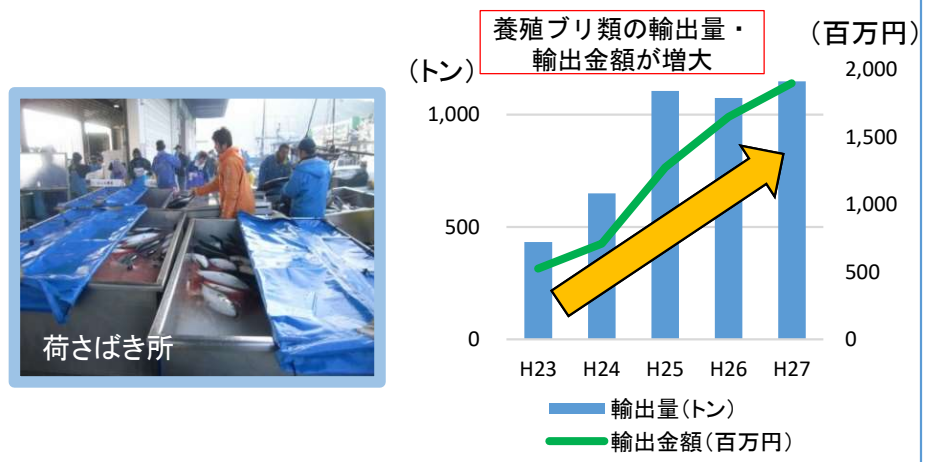 養殖ブリ類の輸出量・
輸出金額が増大
(トン)
(百万円)
1,000
500
0
2,000
1,500
1,000
500
0
H23 H24 H25 H26 H27
輸出量(トン)
輸出金額(百万円)
荷さばき所